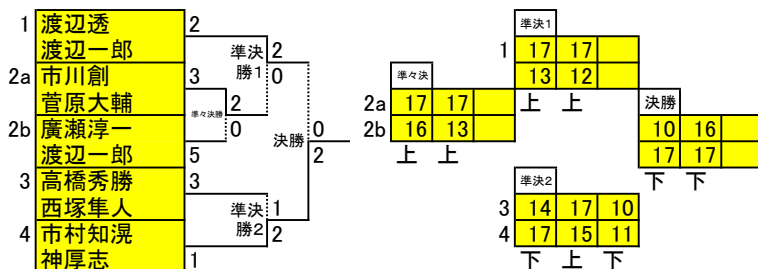 1 渡辺透 2
渡辺一郎
2a 市川創 3
菅原大輔
2b 廣瀬淳一
渡辺一郎 5
3 高橋秀勝 3
西塚隼人
4 市村知滉
神厚志 1
準決勝1
2
0
準々決勝
2
0
決勝
0
2
準決勝2
1
2
準々決
2a 17 17
2b 16 13
上 上
準決1
1 17 17
13 12
上 上
決勝
10 16
17 17
下 下
準決2
3 14 17 10
4 17 15 11
下 上 下